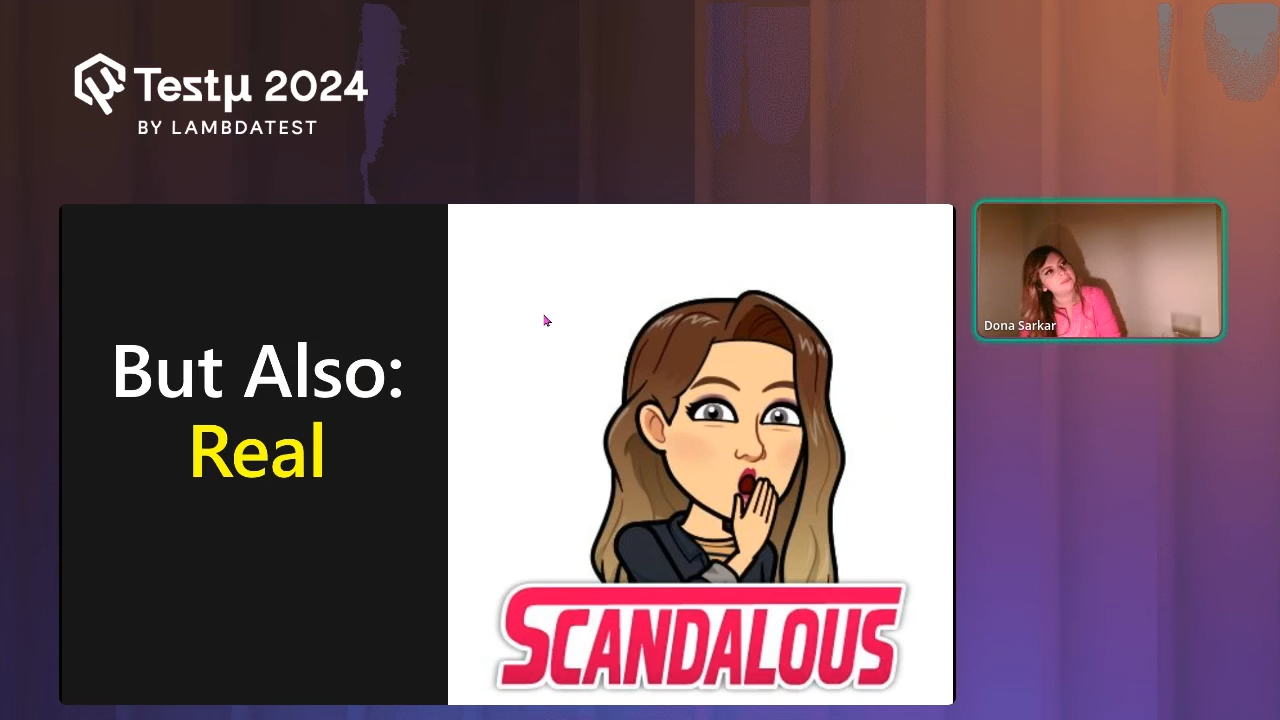 Testμ 2024
BY LAMBDATEST
But Also:
Real
SCANDALOUS
Dona Sarkar